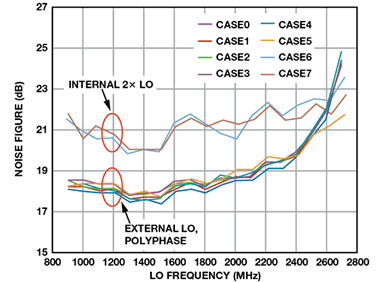 27
25
23
21
19
17
15
NOISE FIGURE (dB)
CASE0 CASE4
CASE1 CASE5
CASE2 CASE6
CASE3 CASE7
INTERNAL 2× LO
EXTERNAL LO,
POLYPHASE
800 1000 1200 1400 1600 1800 2000 2200 2400 2600 2800
LO FREQUENCY (MHz)